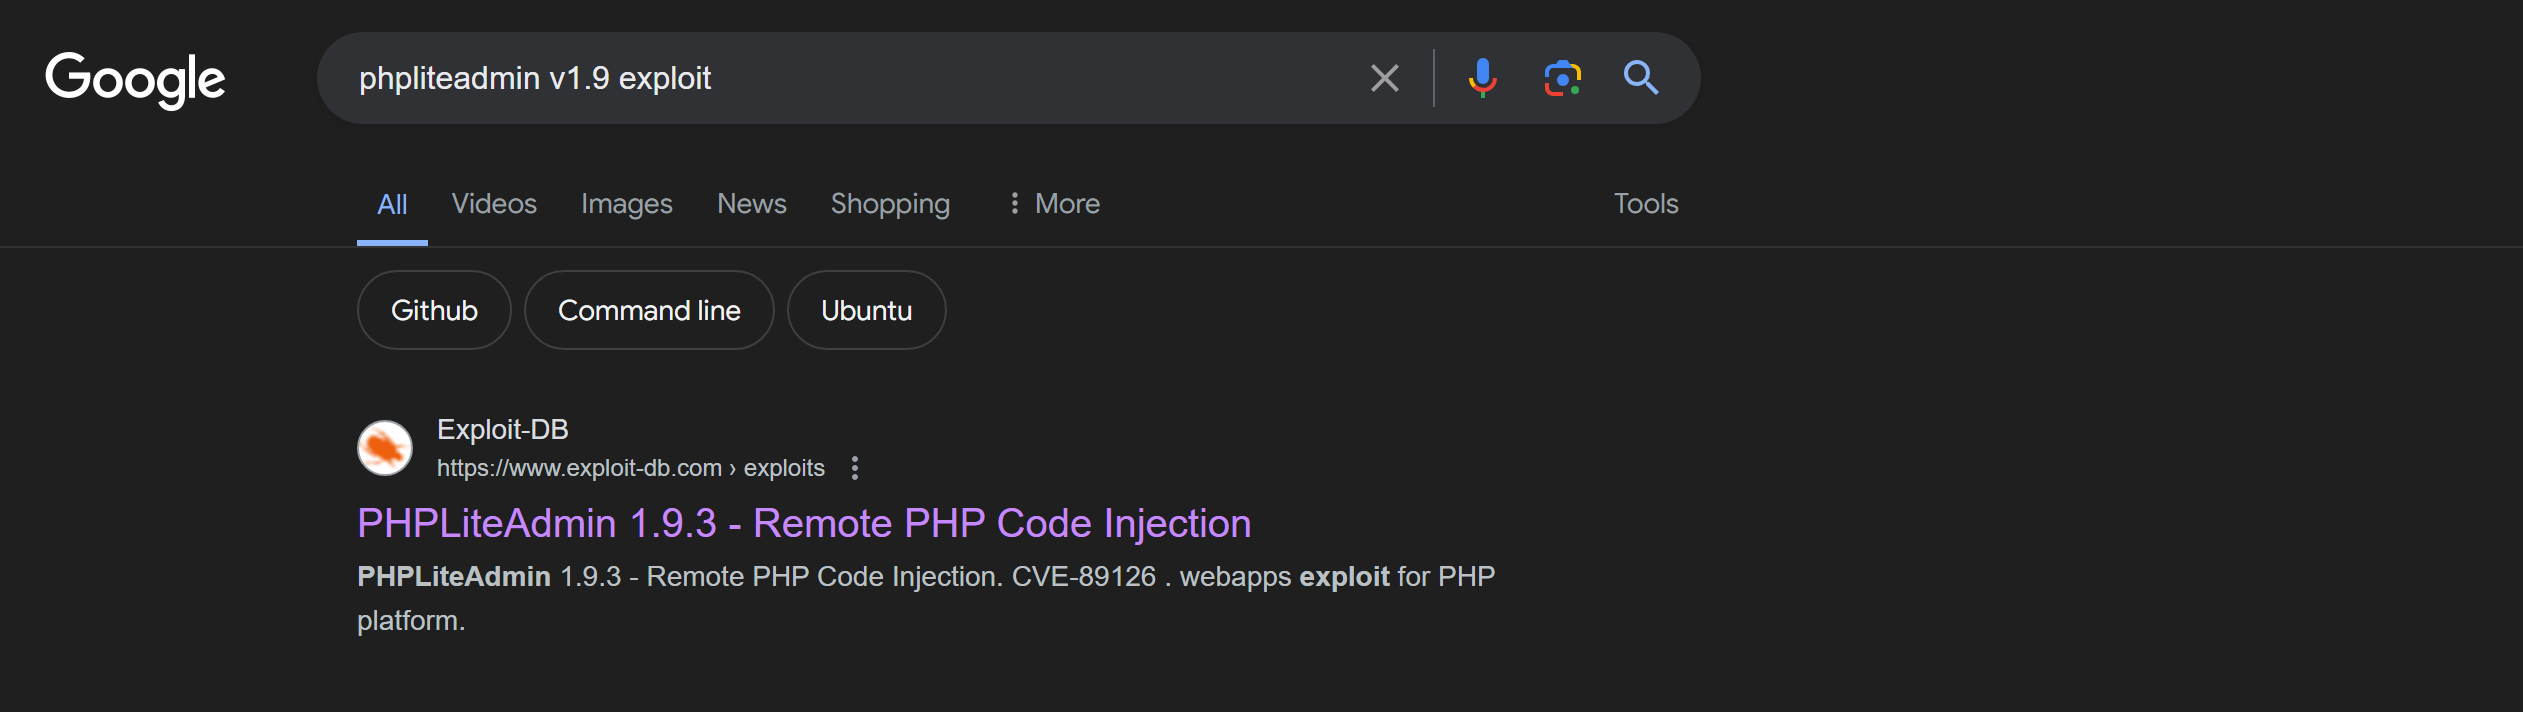 Google
phpliteadmin v1.9 exploit
All Videos Images News Shopping More Tools
Github Command line Ubuntu
Exploit-DB
https://www.exploit-db.com › exploits
PHPLiteAdmin 1.9.3 - Remote PHP Code Injection
PHPLiteAdmin 1.9.3 - Remote PHP Code Injection. CVE-89126 . webapps exploit for PHP
platform.